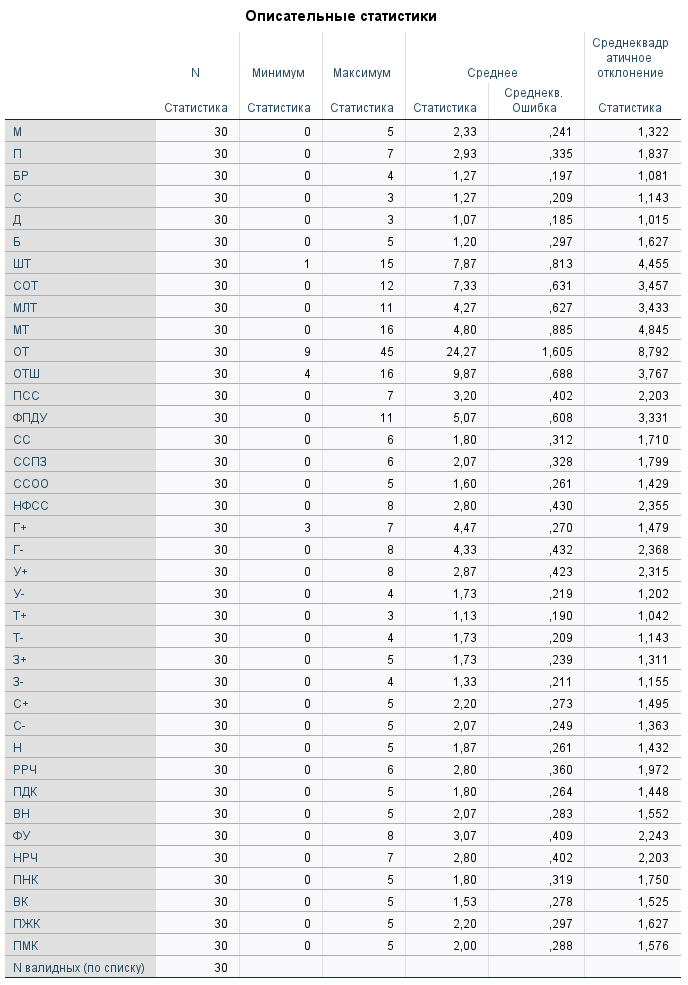 Описательные статистики
N Минимум Максимум Среднее Среднеквадр
атичное
отклонение
Статистика Статистика Статистика Статистика Среднекв.
Ошибка Статистика
М 30 0 5 2,33 ,241 1,322
П 30 0 7 2,93 ,335 1,837
БР 30 0 4 1,27 ,197 1,081
С 30 0 3 1,27 ,209 1,143
Д 30 0 3 1,07 ,185 1,015
Б 30 0 5 1,20 ,297 1,627
ШТ 30 1 15 7,87 ,813 4,455
СОТ 30 0 12 7,33 ,631 3,457
МЛТ 30 0 11 4,27 ,627 3,433
МТ 30 0 16 4,80 ,885 4,845
ОТ 30 9 45 24,27 1,605 8,792
ОТШ 30 4 16 9,87 ,688 3,767
ПСС 30 0 7 3,20 ,402 2,203
ФПДУ 30 0 11 5,07 ,608 3,331
СС 30 0 6 1,80 ,312 1,710
ССПЗ 30 0 6 2,07 ,328 1,799
ССОО 30 0 5 1,60 ,261 1,429
НФСС 30 0 8 2,80 ,430 2,355
Г+ 30 3 7 4,47 ,270 1,479
Г- 30 0 8 4,33 ,432 2,368
У+ 30 0 8 2,87 ,423 2,315
У- 30 0 4 1,73 ,219 1,202
Т+ 30 0 3 1,13 ,190 1,042
Т- 30 0 4 1,73 ,209 1,143
З+ 30 0 5 1,73 ,239 1,311
З- 30 0 4 1,33 ,211 1,155
С+ 30 0 5 2,20 ,273 1,495
С- 30 0 5 2,07 ,249 1,363
Н 30 0 5 1,87 ,261 1,432
РРЧ 30 0 6 2,80 ,360 1,972
ПДК 30 0 5 1,80 ,264 1,448
ВН 30 0 5 2,07 ,283 1,552
ФУ 30 0 8 3,07 ,409 2,243
НРЧ 30 0 7 2,80 ,402 2,203
ПНК 30 0 5 1,80 ,319 1,750
ВК 30 0 5 1,53 ,278 1,525
ПЖК 30 0 5 2,20 ,297 1,627
ПМК 30 0 5 2,00 ,288 1,576
N валидных (по списку) 30